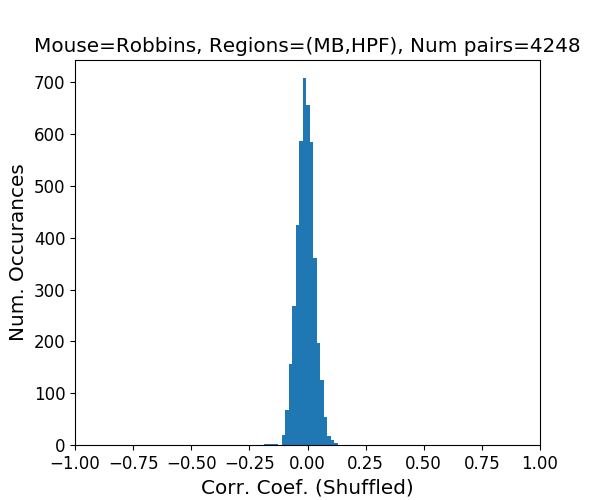 Mouse=Robbins, Regions=(MB,HPF), Num pairs=4248
Num. Occurances
700
600
500
400
300
200
100
0
−1.00 −0.75 −0.50 −0.25 0.00 0.25 0.50 0.75 1.00
Corr. Coef. (Shuffled)